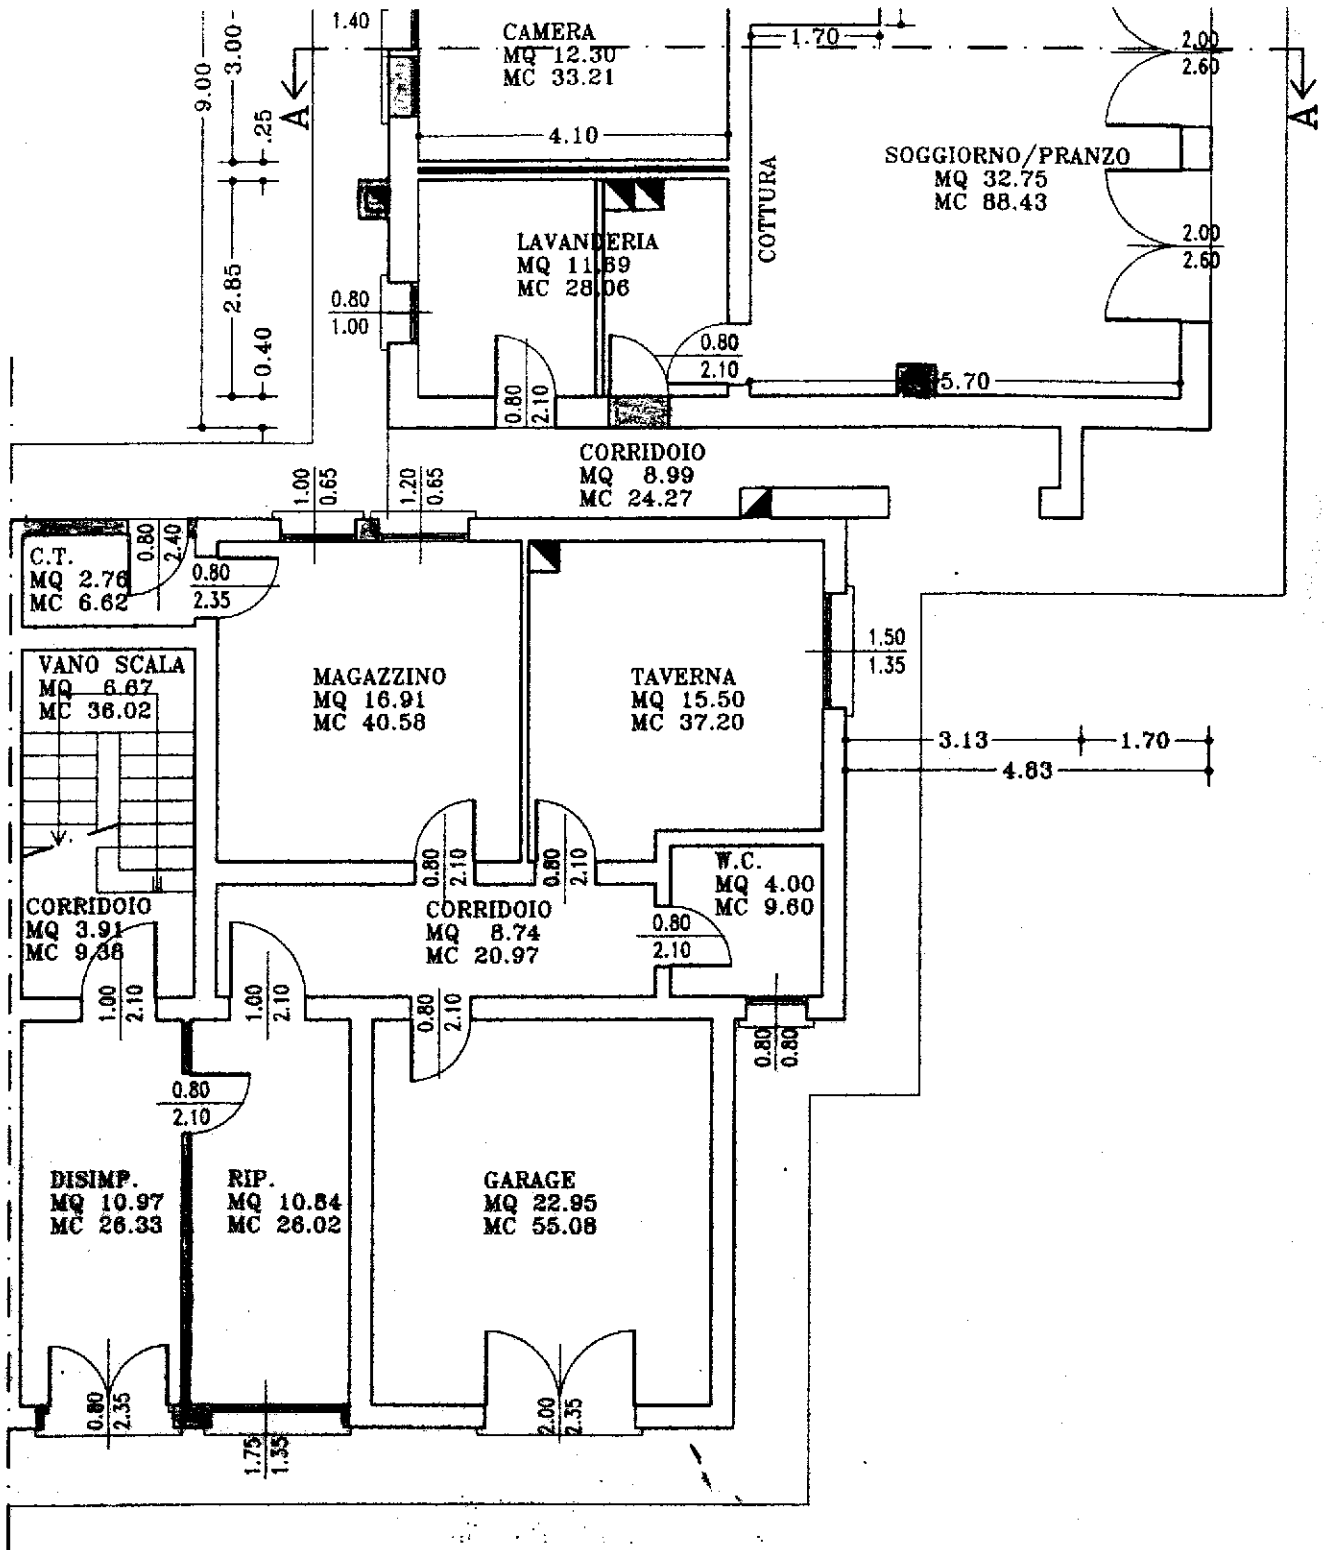 1.40
CAMERA
MQ 12.30
MC 33.21
1.70
2.00
2.60
9.00
3.00
.25
A
A
4.10
COTTURA
SOGGIORNO/PRANZO
MQ 32.75
MC 88.43
2.00
2.60
LAVANDERIA
MQ 11.69
MC 28.06
2.85
0.80
1.00
0.40
0.80
2.10
0.80
2.10
5.70
CORRIDOIO
MQ 8.99
MC 24.27
1.00
0.65
1.20
0.65
C.T.
MQ 2.76
MC 6.62
0.80
2.40
0.80
2.35
VANO SCALA
MQ 6.67
MC 36.02
MAGAZZINO
MQ 16.91
MC 40.58
TAVERNA
MQ 15.50
MC 37.20
1.50
1.35
3.13
1.70
4.83
0.80
2.10
0.80
2.10
W.C.
MQ 4.00
MC 9.60
CORRIDOIO
MQ 3.91
MC 9.38
CORRIDOIO
MQ 8.74
MC 20.97
0.80
2.10
1.00
2.10
1.00
2.10
0.80
2.10
0.80
0.80
0.80
2.10
DISIMP.
MQ 10.97
MC 26.33
RIP.
MQ 10.84
MC 26.02
GARAGE
MQ 22.95
MC 55.08
0.80
2.35
1.75
1.35
2.00
2.35